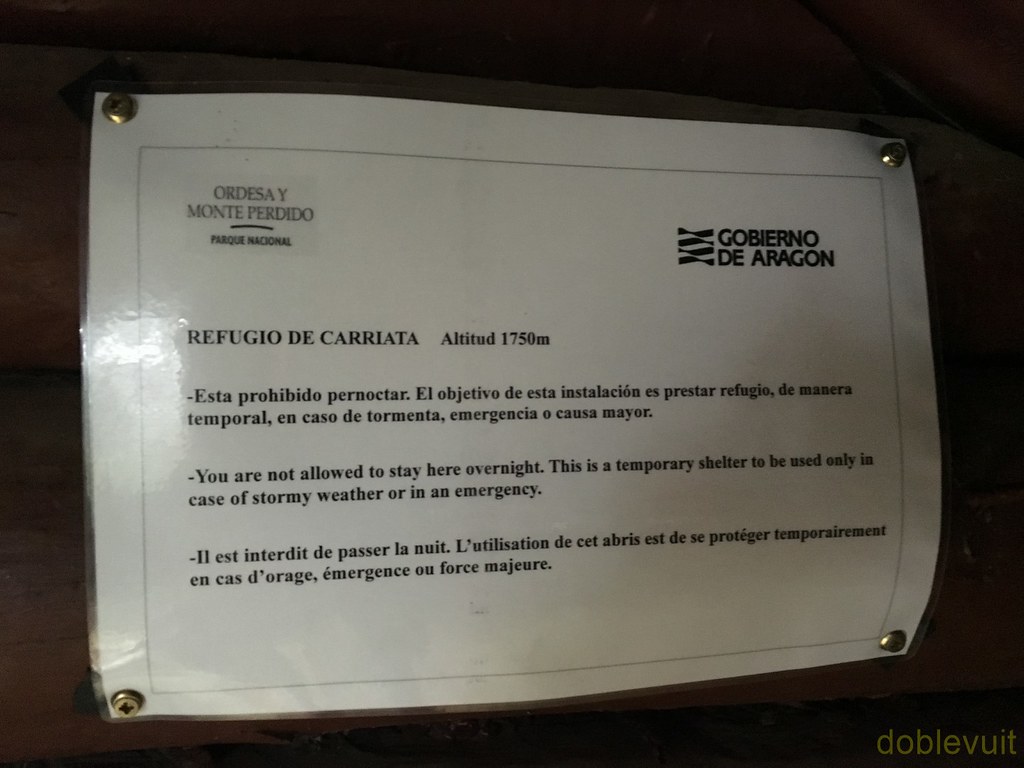 ORDESA Y
MONTE PERDIDO
PARQUE NACIONAL
GOBIERNO
DE ARAGON
REFUGIO DE CARRIATA Altitud 1750m
-Esta prohibido pernoctar. El objetivo de esta instalación es prestar refugio, de manera
temporal, en caso de tormenta, emergencia o causa mayor.
-You are not allowed to stay here overnight. This is a temporary shelter to be used only in
case of stormy weather or in an emergency.
-Il est interdit de passer la nuit. L’utilisation de cet abris est de se protéger temporairement
en cas d’orage, émergence ou force majeure.
doblevuit